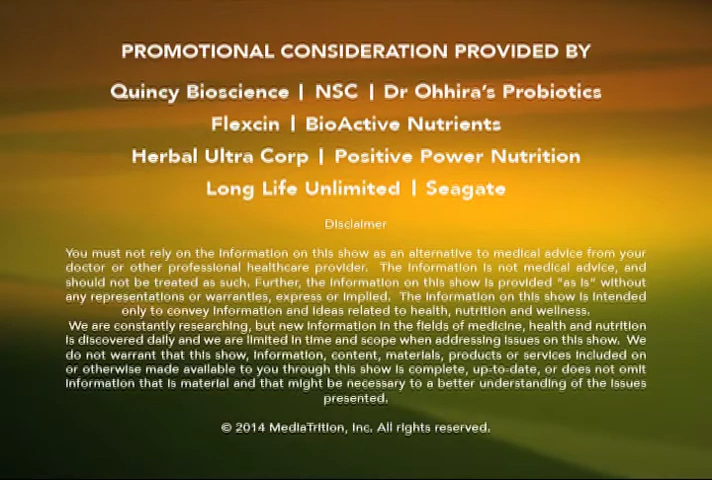 PROMOTIONAL CONSIDERATION PROVIDED BY
Quincy Bioscience | NSC | Dr Ohhira's Probiotics
Flexcin | BioActive Nutrients
Herbal Ultra Corp | Positive Power Nutrition
Long Life Unlimited | Seagate
Disclaimer
You must not rely on the information on this show as an alternative to medical advice from your
doctor or other professional healthcare provider. The information is not medical advice, and
should not be treated as such. Further, the information on this show is provided "as is" without
any representations or warranties, express or implied. The information on this show is intended
only to convey information and ideas related to health, nutrition and wellness.
We are constantly researching, but new information in the fields of medicine, health and nutrition
is discovered daily and we are limited in time and scope when addressing issues on this show. We
do not warrant that this show, information, content, materials, products or services included on
or otherwise made available to you through this show is complete, up-to-date, or does not omit
information that is material and that might be necessary to a better understanding of the issues
presented.
© 2014 MediaTrition, Inc. All rights reserved.